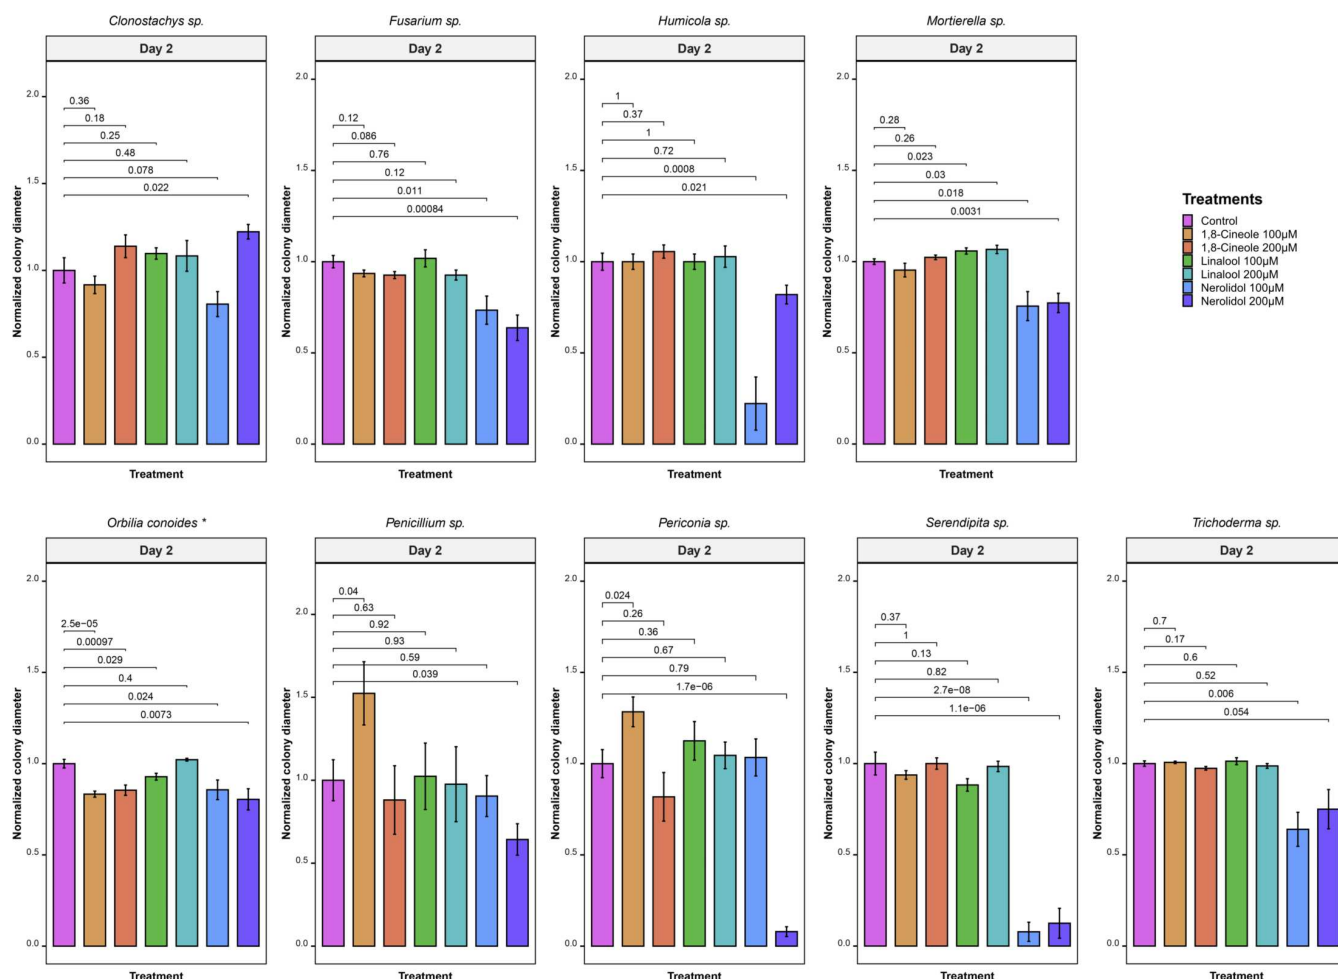 Clonostachys sp.
Day 2
Normalized colony diameter
2.0
1.5
1.0
0.5
0.0
0.36
0.18
0.25
0.48
0.078
0.022
Treatment
Fusarium sp.
Day 2
Normalized colony diameter
2.0
1.5
1.0
0.5
0.0
0.12
0.086
0.76
0.12
0.011
0.00084
Treatment
Humicola sp.
Day 2
Normalized colony diameter
2.0
1.5
1.0
0.5
0.0
1
0.37
1
0.72
0.0008
0.021
Treatment
Mortierella sp.
Day 2
Normalized colony diameter
2.0
1.5
1.0
0.5
0.0
0.28
0.26
0.023
0.03
0.018
0.0031
Treatment
Treatments
Control
1,8-Cineole 100µM
1,8-Cineole 200µM
Linalool 100µM
Linalool 200µM
Nerolidol 100µM
Nerolidol 200µM
Orbilia conoides *
Day 2
Normalized colony diameter
2.0
1.5
1.0
0.5
0.0
2.5e−05
0.00097
0.029
0.4
0.024
0.0073
Treatment
Penicillium sp.
Day 2
Normalized colony diameter
2.0
1.5
1.0
0.5
0.0
0.04
0.63
0.92
0.93
0.59
0.039
Treatment
Periconia sp.
Day 2
Normalized colony diameter
2.0
1.5
1.0
0.5
0.0
0.024
0.26
0.36
0.67
0.79
1.7e−06
Treatment
Serendipita sp.
Day 2
Normalized colony diameter
2.0
1.5
1.0
0.5
0.0
0.37
1
0.13
0.82
2.7e−08
1.1e−06
Treatment
Trichoderma sp.
Day 2
Normalized colony diameter
2.0
1.5
1.0
0.5
0.0
0.7
0.17
0.6
0.52
0.006
0.054
Treatment